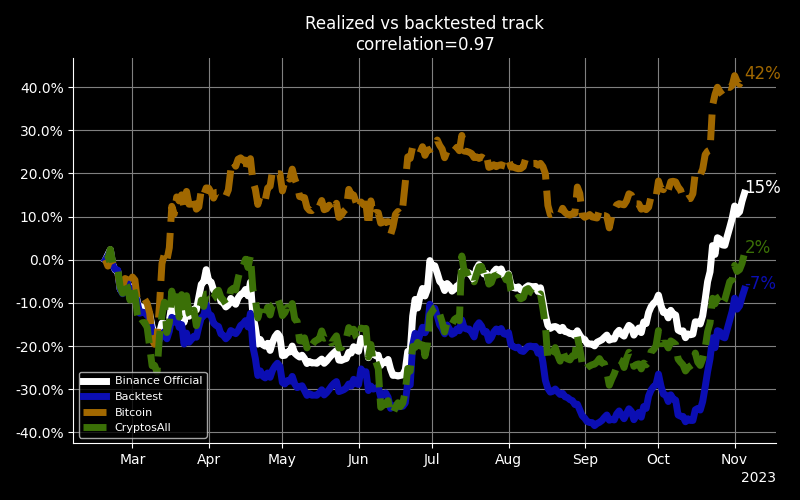 Realized vs backtested track
correlation=0.97
40.0%
30.0%
20.0%
10.0%
0.0%
-10.0%
-20.0%
-30.0%
-40.0%
42%
15%
2%
-7%
Binance Official
Backtest
Bitcoin
CryptosAll
Mar
Apr
May
Jun
Jul
Aug
Sep
Oct
Nov
2023